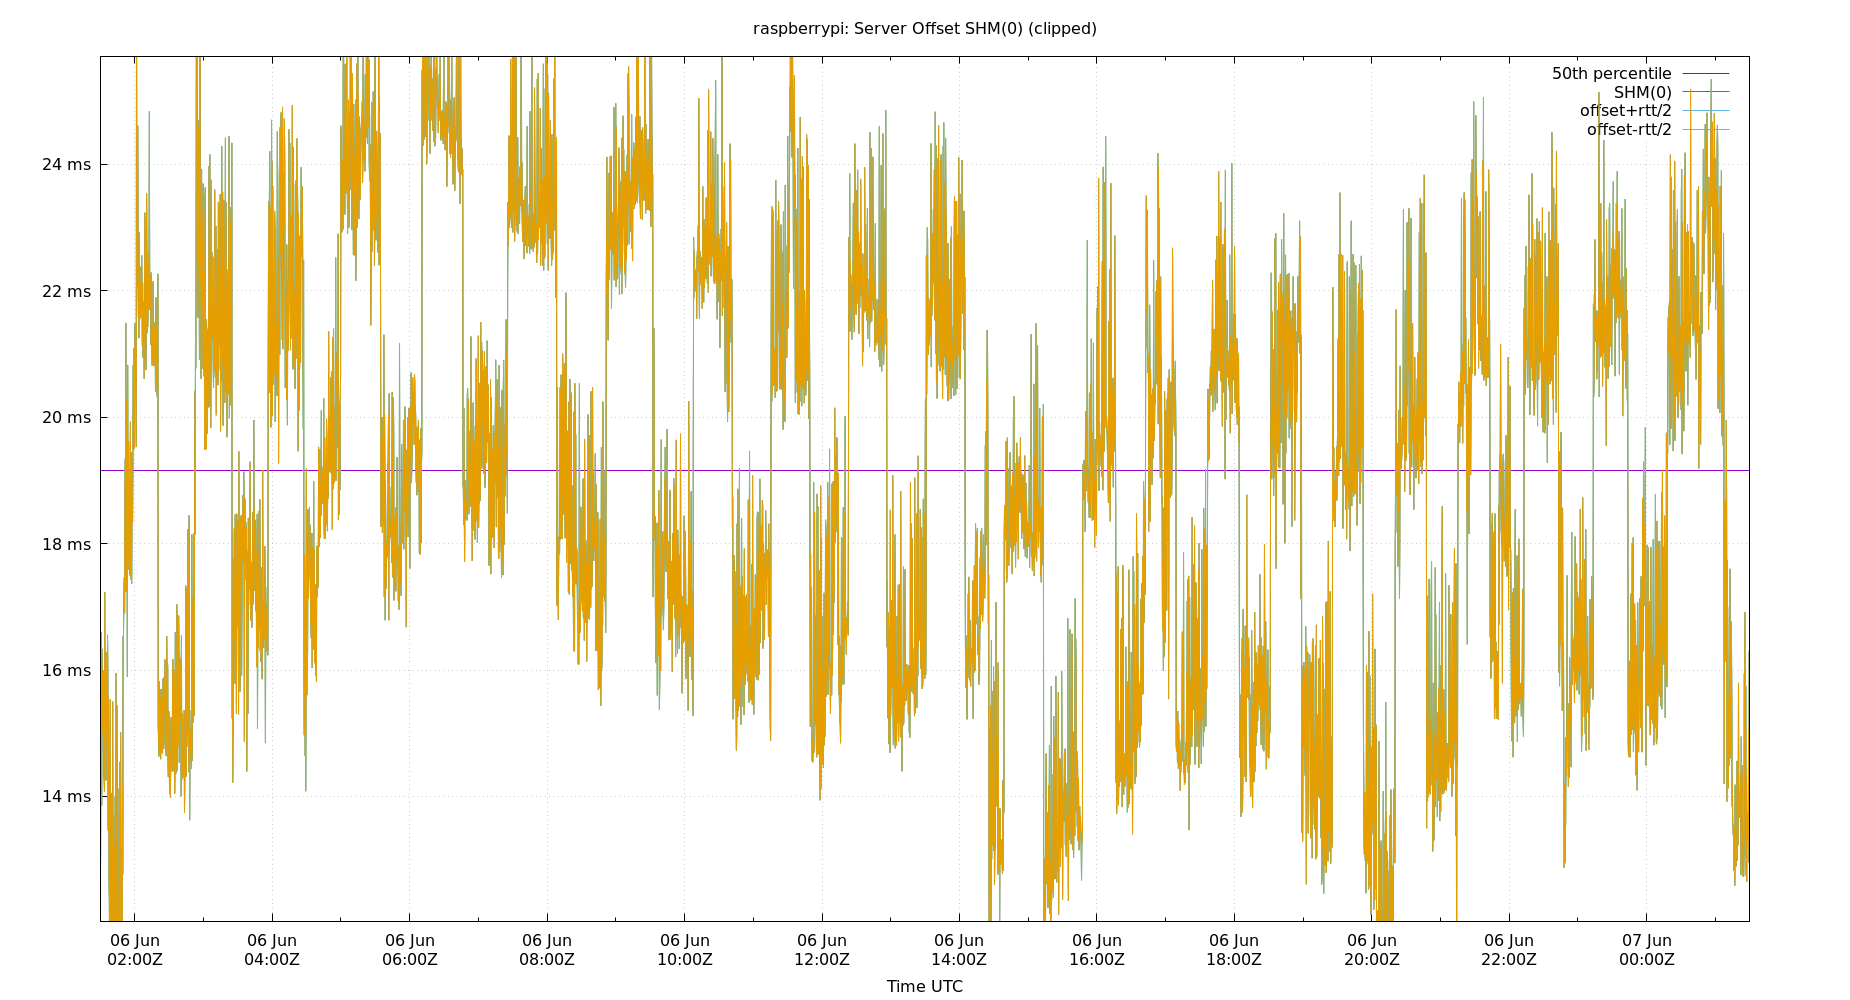 raspberrypi: Server Offset SHM(0) (clipped)
50th percentile
SHM(0)
offset+rtt/2
offset-rtt/2
24 ms
22 ms
20 ms
18 ms
16 ms
14 ms
06 Jun 06 Jun 06 Jun 06 Jun 06 Jun 06 Jun 06 Jun 06 Jun 06 Jun 06 Jun 06 Jun 07 Jun
02:00Z 04:00Z 06:00Z 08:00Z 10:00Z 12:00Z 14:00Z 16:00Z 18:00Z 20:00Z 22:00Z 00:00Z
Time UTC